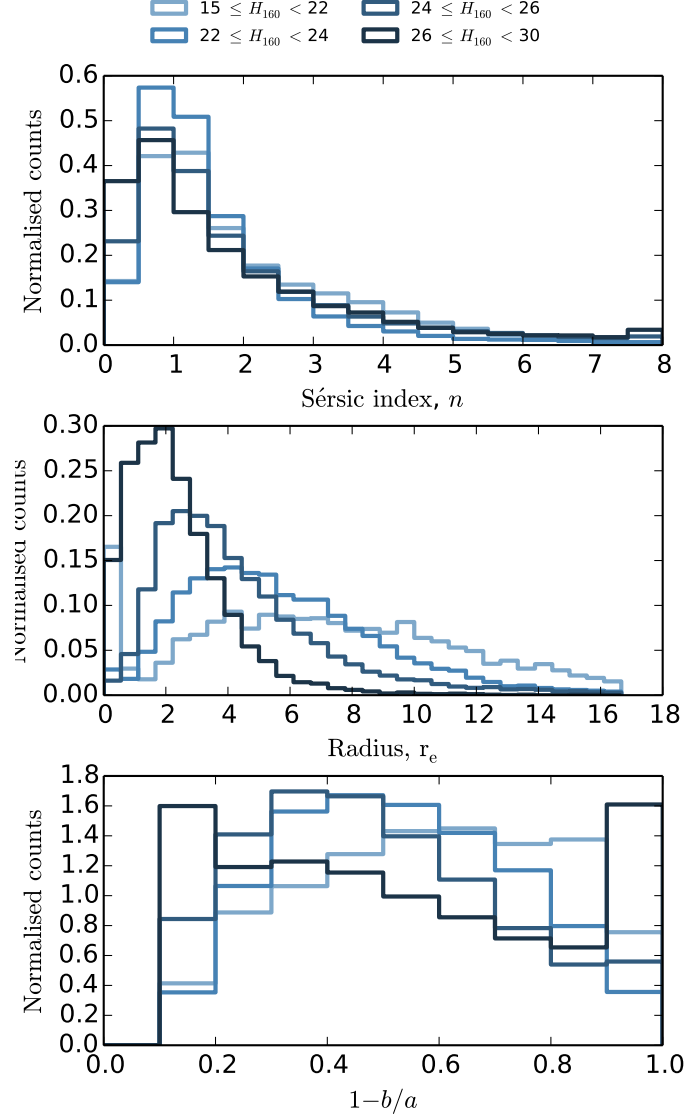 15 ≤ H₁₆₀ < 22  24 ≤ H₁₆₀ < 26
22 ≤ H₁₆₀ < 24  26 ≤ H₁₆₀ < 30
0.6
0.5
0.4
0.3
0.2
0.1
0.0
Normalised counts
0 1 2 3 4 5 6 7 8
Sérsic index, n
0.30
0.25
0.20
0.15
0.10
0.05
0.00
Normalised counts
0 2 4 6 8 10 12 14 16 18
Radius, rₑ
1.8
1.6
1.4
1.2
1.0
0.8
0.6
0.4
0.2
0.0
Normalised counts
0.0 0.2 0.4 0.6 0.8 1.0
1−b/a